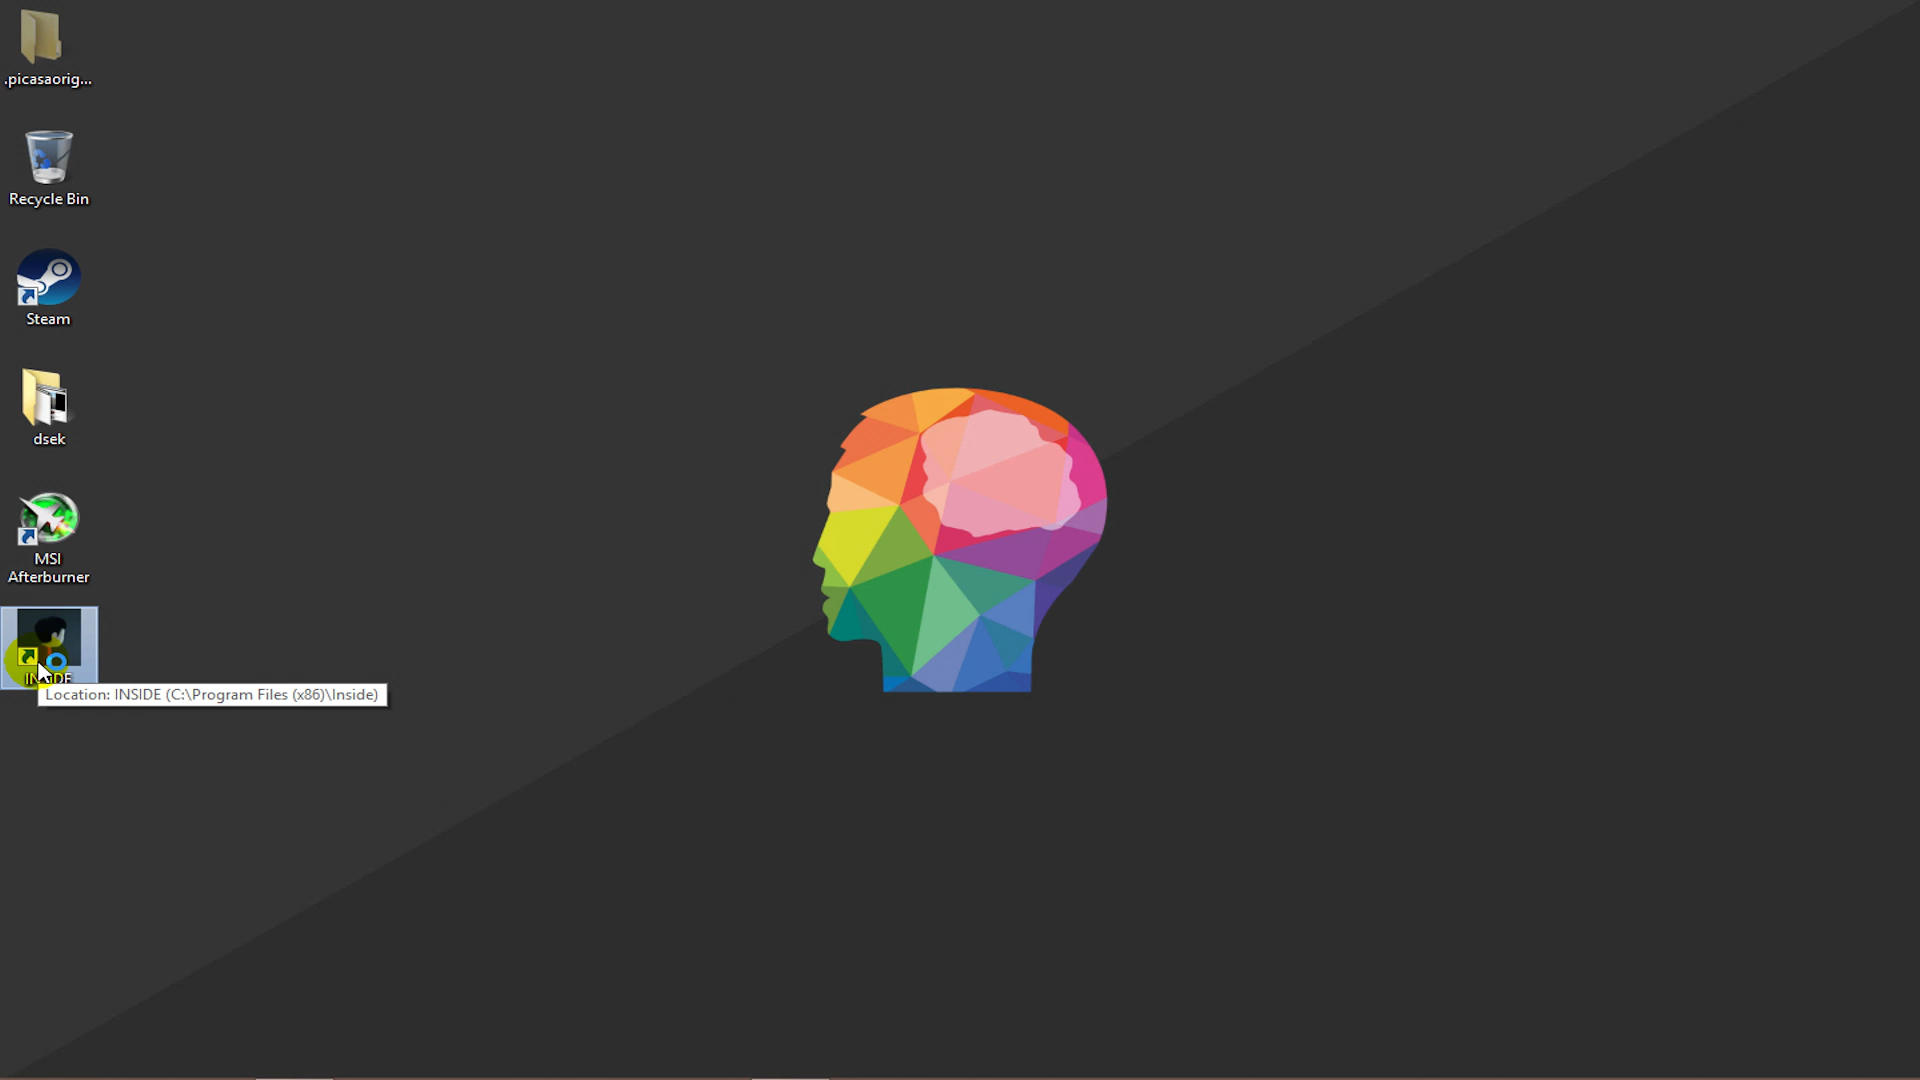 .picasaorig...
Recycle Bin
Steam
dsek
MSI
Afterburner
INSIDE
Location: INSIDE (C:\Program Files (x86)\Inside)